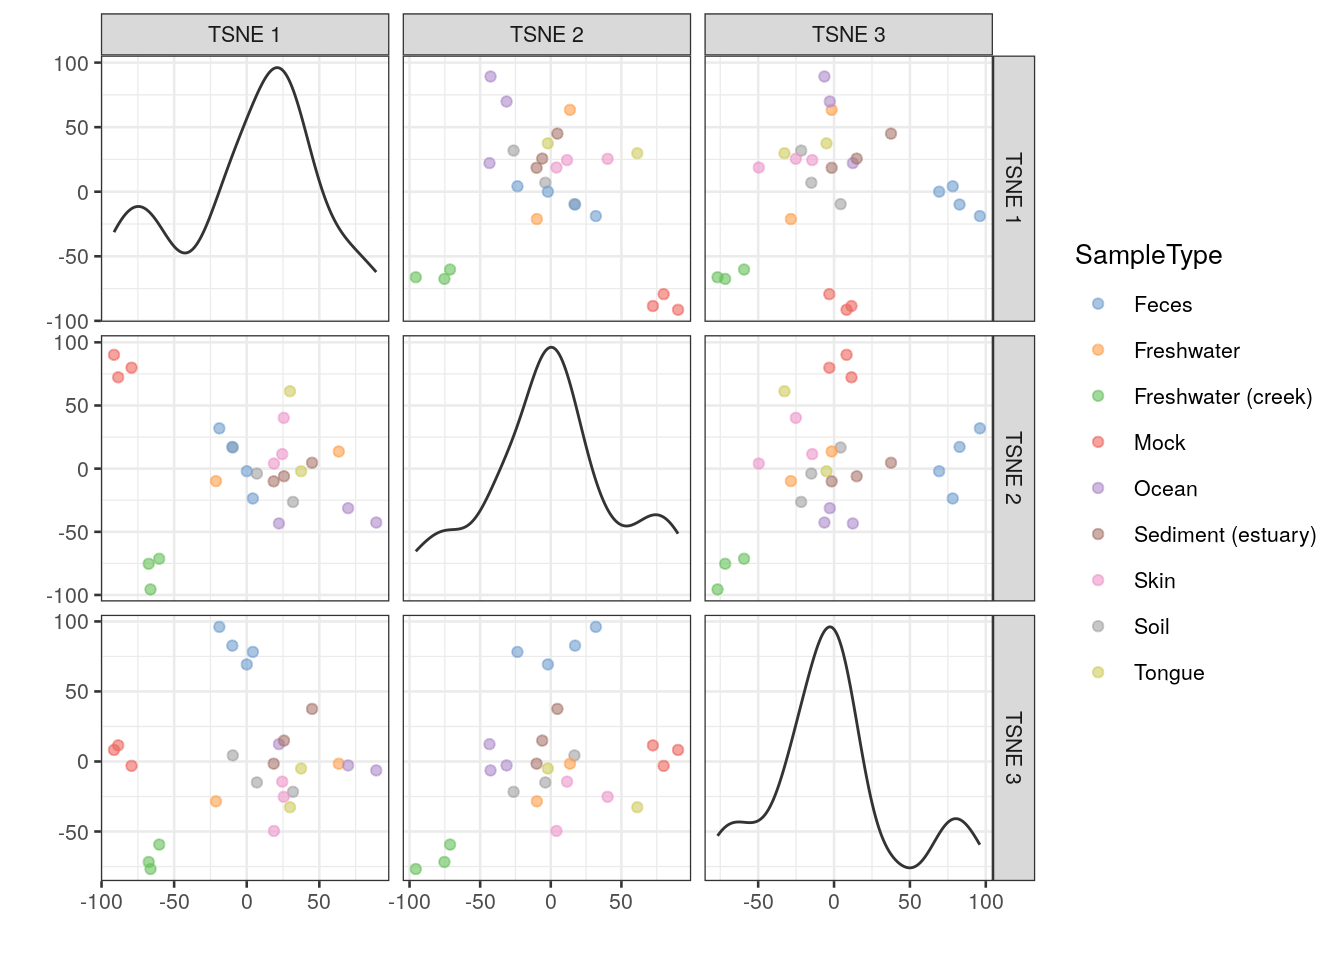 TSNE 1 TSNE 2 TSNE 3
100
50
0
-50
-100
TSNE 1
100
50
0
-50
-100
TSNE 2
100
50
0
-50
TSNE 3
-100 -50 0 50 -100 -50 0 50 -50 0 50 100
SampleType
Feces
Freshwater
Freshwater (creek)
Mock
Ocean
Sediment (estuary)
Skin
Soil
Tongue